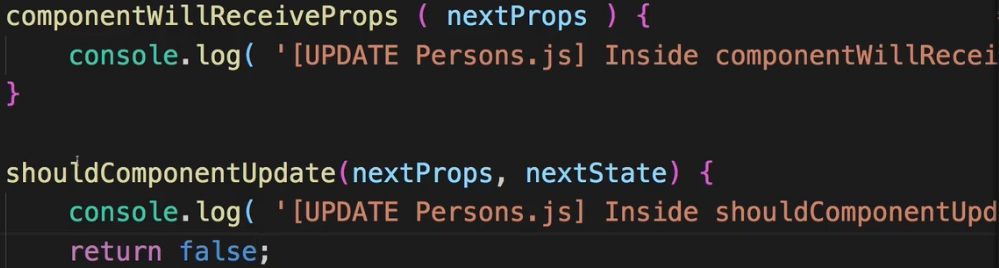 componentWillReceiveProps ( nextProps ) {
console.log( '[UPDATE Persons.js] Inside componentWillRecei
}
shouldComponentUpdate(nextProps, nextState) {
console.log( '[UPDATE Persons.js] Inside shouldComponentUpd
return false;